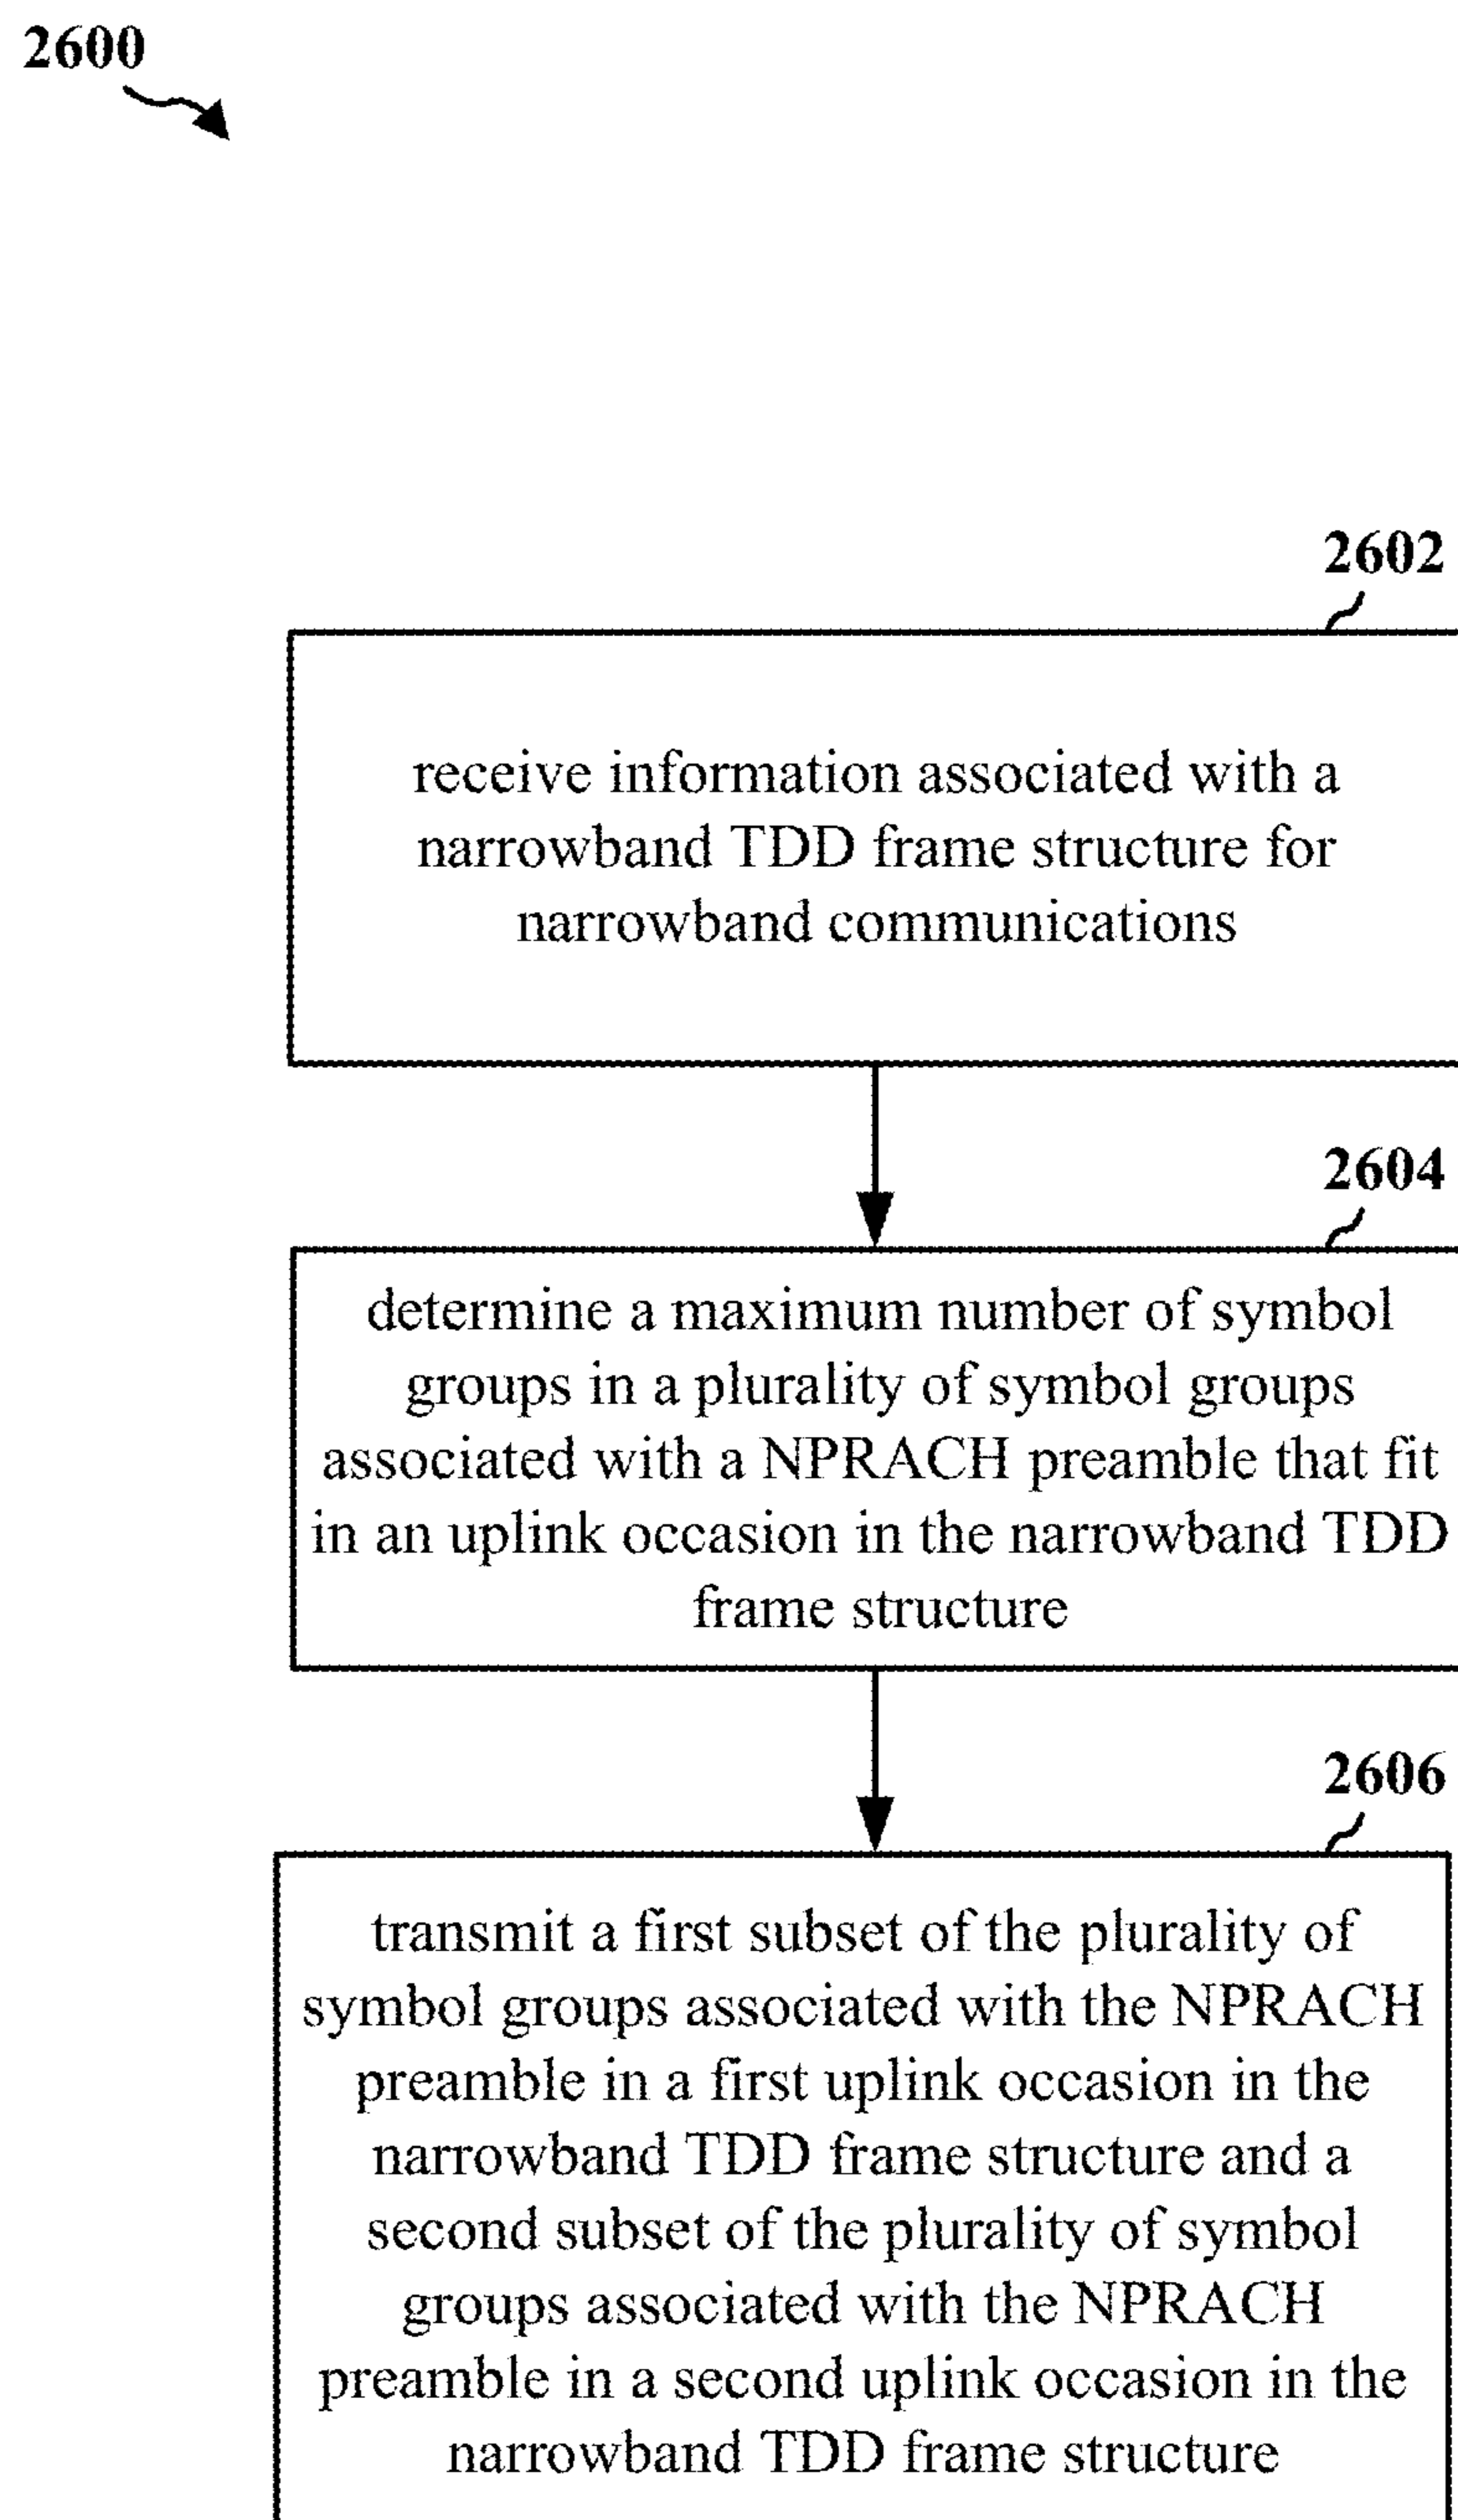 2600
2602
receive information associated with a
narrowband TDD frame structure for
narrowband communications
2604
determine a maximum number of symbol
groups in a plurality of symbol groups
associated with a NPRACH preamble that fit
in an uplink occasion in the narrowband TDD
frame structure
2606
transmit a first subset of the plurality of
symbol groups associated with the NPRACH
preamble in a first uplink occasion in the
narrowband TDD frame structure and a
second subset of the plurality of symbol
groups associated with the NPRACH
preamble in a second uplink occasion in the
narrowband TDD frame structure